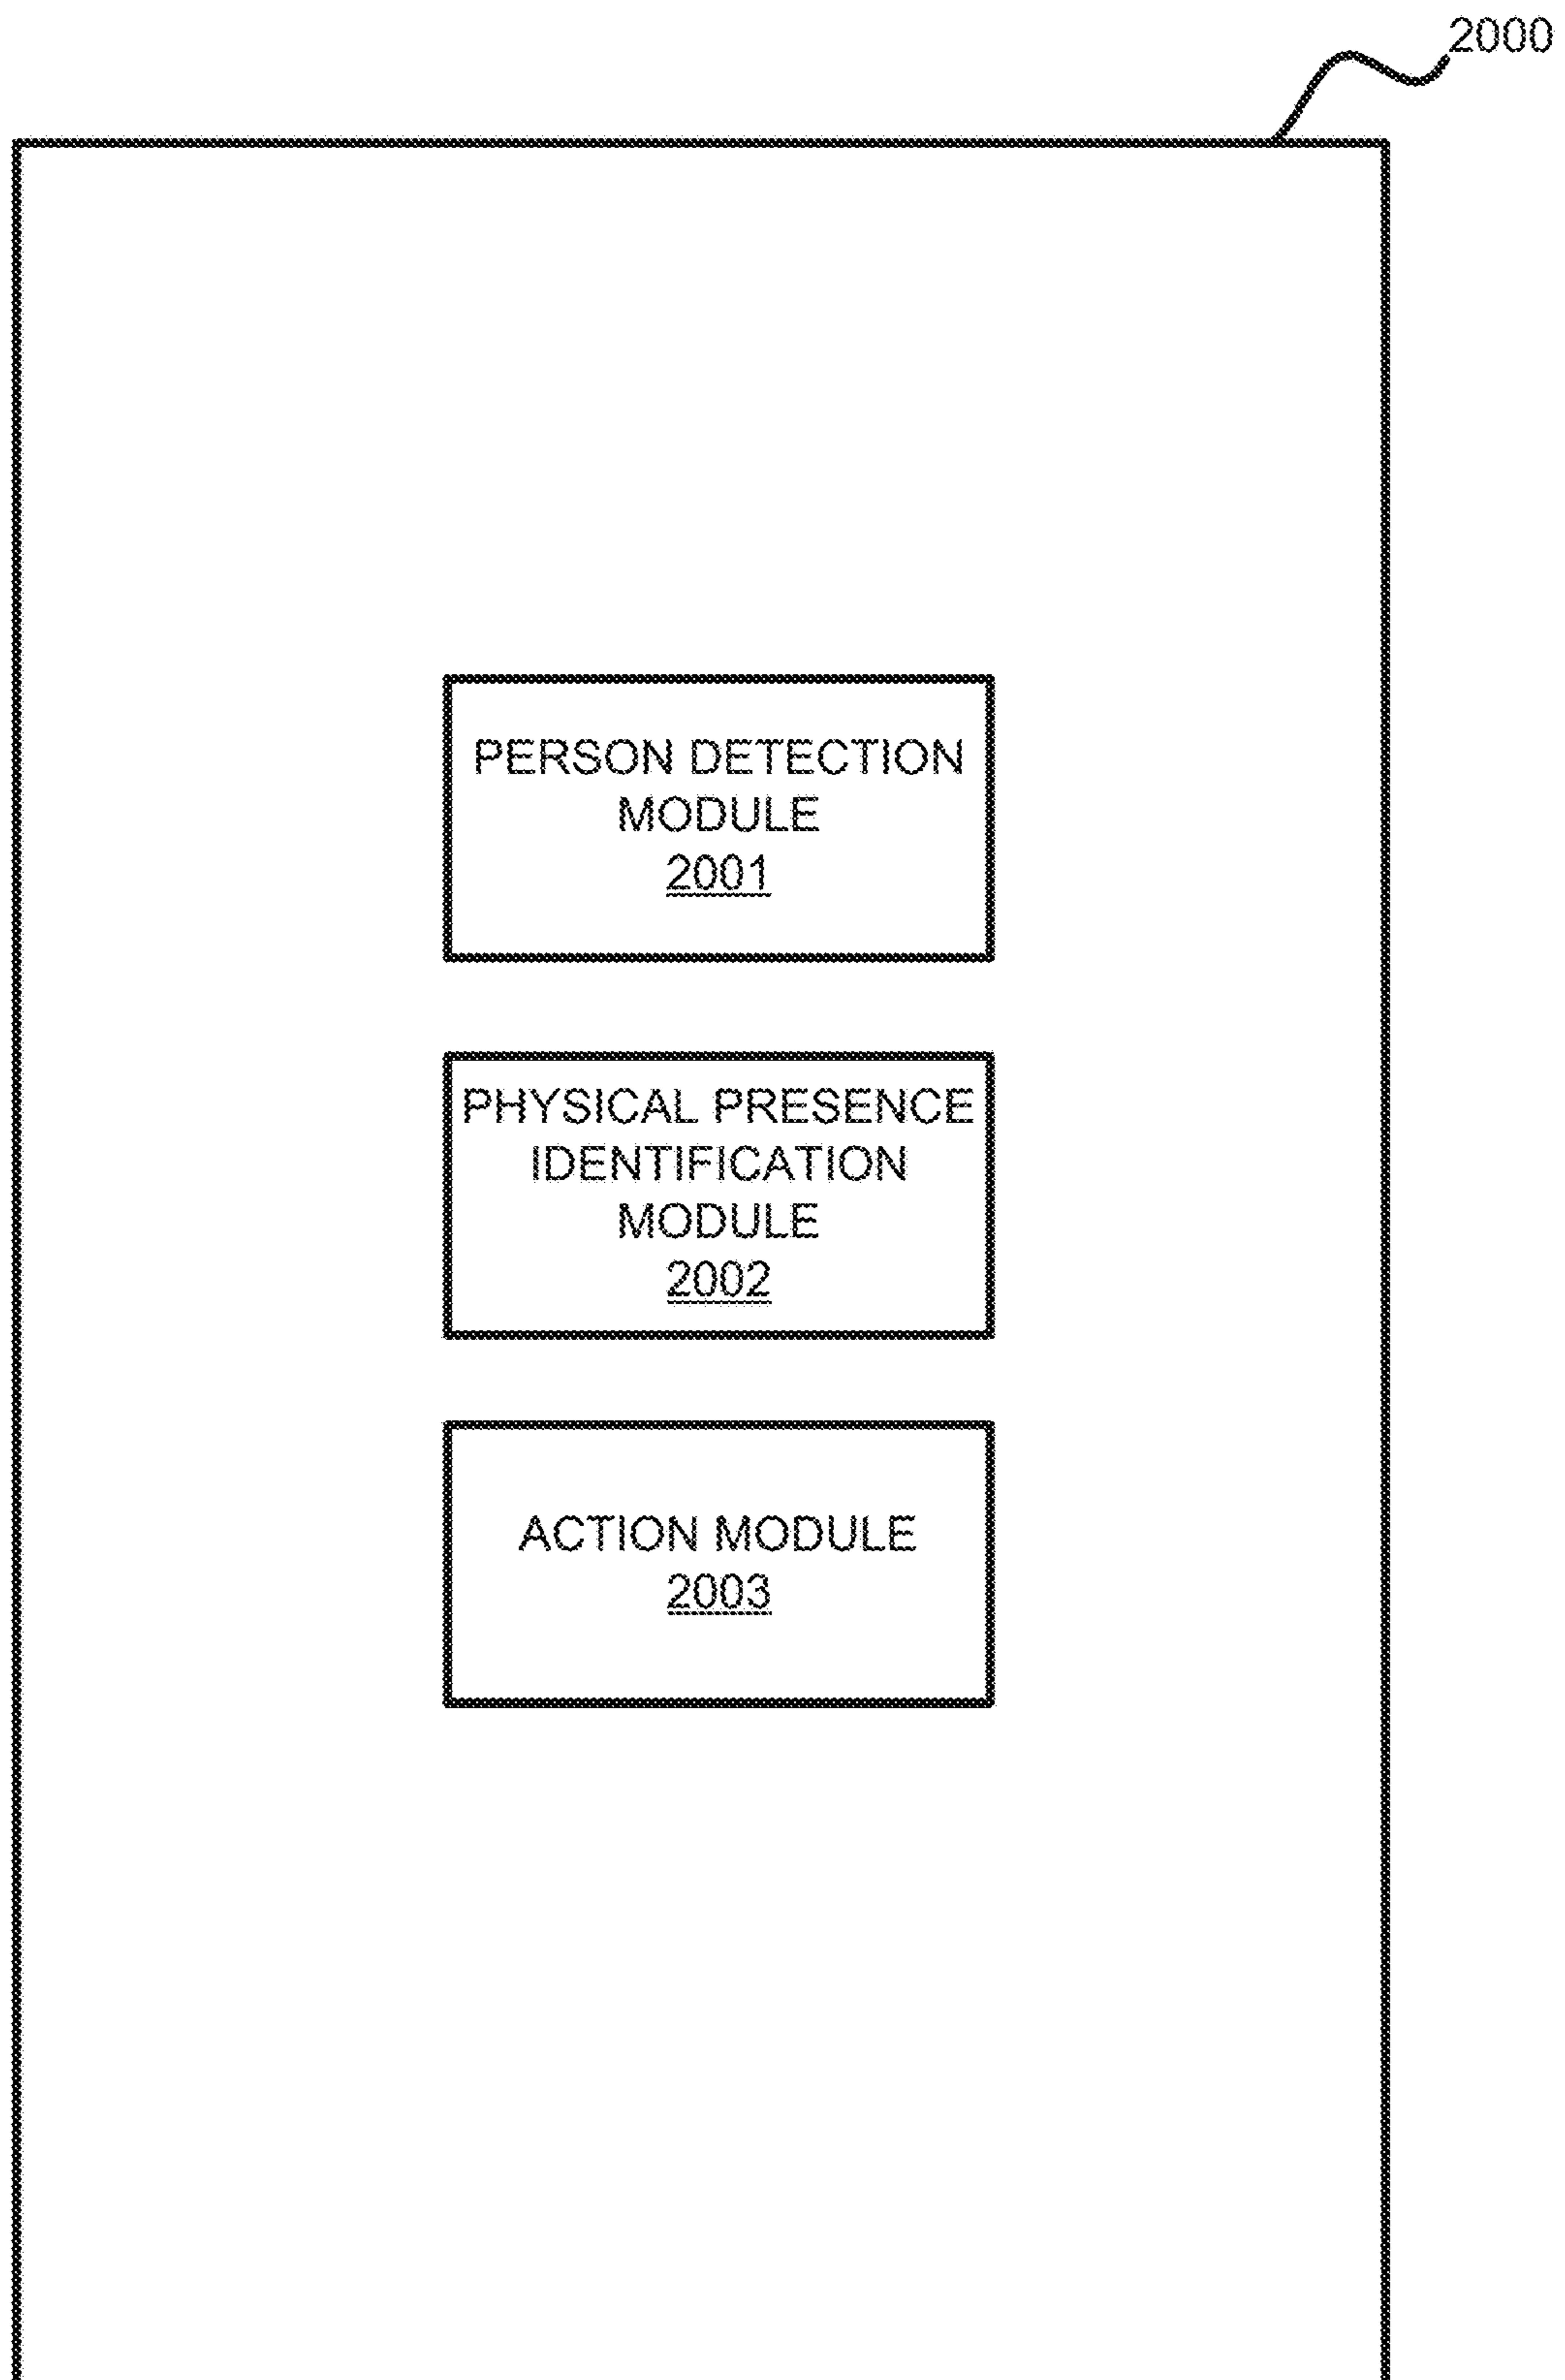 2000
PERSON DETECTION
MODULE
2001
PHYSICAL PRESENCE
IDENTIFICATION
MODULE
2002
ACTION MODULE
2003